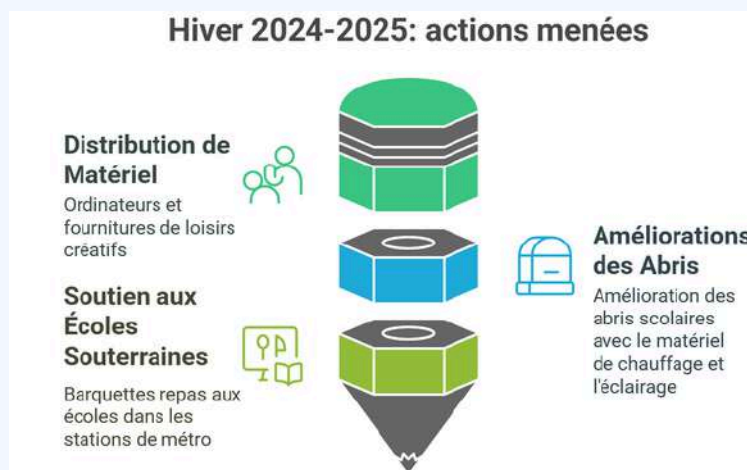 Hiver 2024-2025: actions menées
Distribution de
Matériel
Ordinateurs et
fournitures de loisirs
créatifs
Améliorations
des Abris
Amélioration des
abris scolaires
avec le matériel
de chauffage et
l'éclairage
Soutien aux
Écoles
Souterraines
Barquettes repas aux
écoles dans les
stations de métro